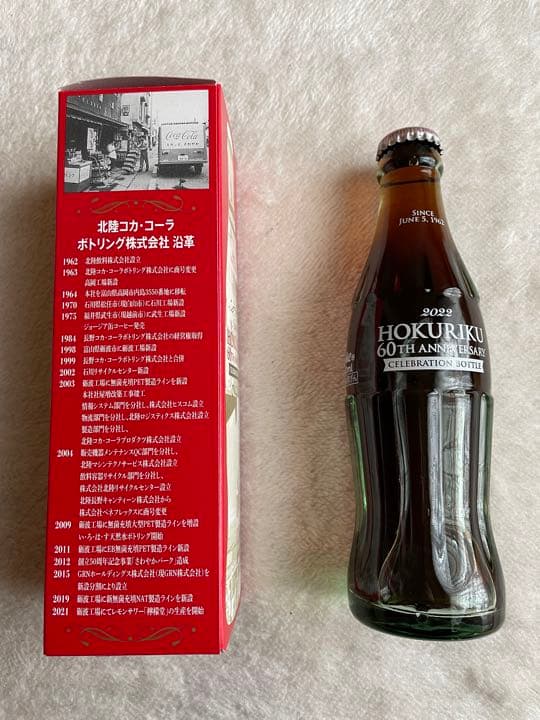 Coca-Cola
北陸コカ・コーラ
ボトリング株式会社 沿革
1962 北陸飲料株式会社設立
1963 北陸コカ・コーラボトリング株式会社に商号変更
高岡工場新設
1964 本社を富山県高岡市内島3550番地に移転
1970 石川県松任市(現白山市)に石川工場新設
1975 福井県武生市(現越前市)に武生工場新設
ジョージア缶コーヒー発売
1984 長野コカ・コーラボトリング株式会社の経営権取得
1998 富山県砺波市に砺波工場新設
1999 長野コカ・コーラボトリング株式会社と合併
2002 石川リサイクルセンター新設
2003 砺波工場に無菌充填PET製造ラインを新設
本社社屋増改築工事竣工
情報システム部門を分社し、株式会社ヒスコム設立
物流部門を分社し、北陸ロジスティクス株式会社設立
製造部門を分社し、
北陸コカ・コーラプロダクツ株式会社設立
2004 販売機器メンテナンスQC部門を分社し、
北陸マシンテクノサービス株式会社設立
飲料容器リサイクル部門を分社し、
株式会社北陸リサイクルセンター設立
北陸長野キャンティーン株式会社から
株式会社ベネフレックスに商号変更
2009 砺波工場に無菌充填大型PET製造ラインを増設
い・ろ・は・す天然水ボトリング開始
2011 砺波工場にEB無菌充填PET製造ライン新設
2012 創立50周年記念事業「さわやかパーク」造成
2015 GRNホールディングス株式会社(現GRN株式会社)を
新設分割により設立
2019 砺波工場に新無菌充填NAT製造ラインを新設
2021 砺波工場にてレモンサワー「檸檬堂」の生産を開始
SINCE
JUNE 5, 1962
2022
HOKURIKU
60TH ANNIVERSARY
CELEBRATION BOTTLE